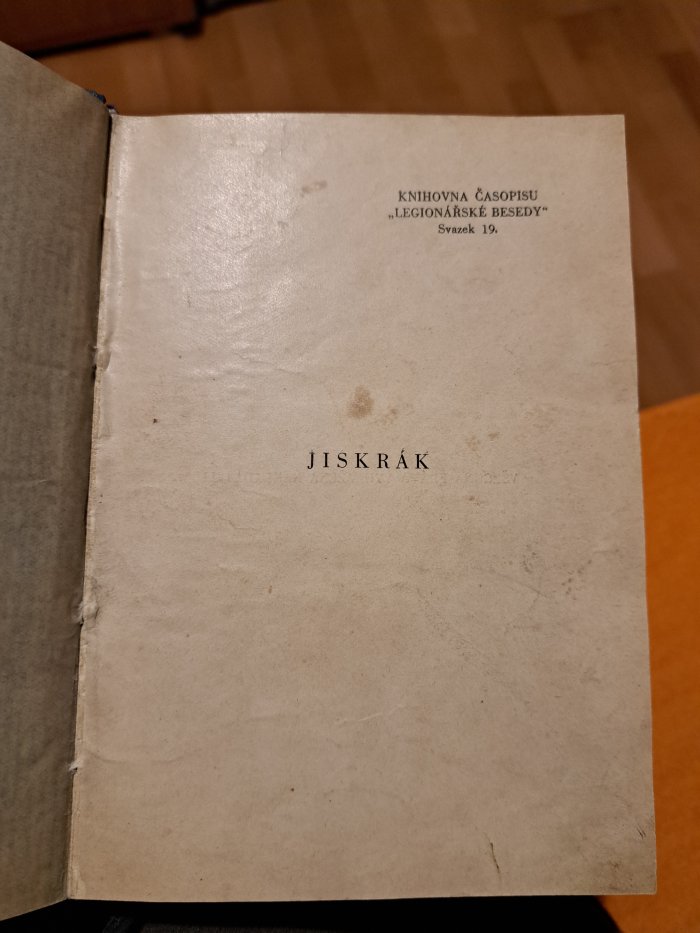 KNIHOVNA ČASOPISU
„LEGIONÁŘSKÉ BESEDY“
Svazek 19.
JISKRÁK